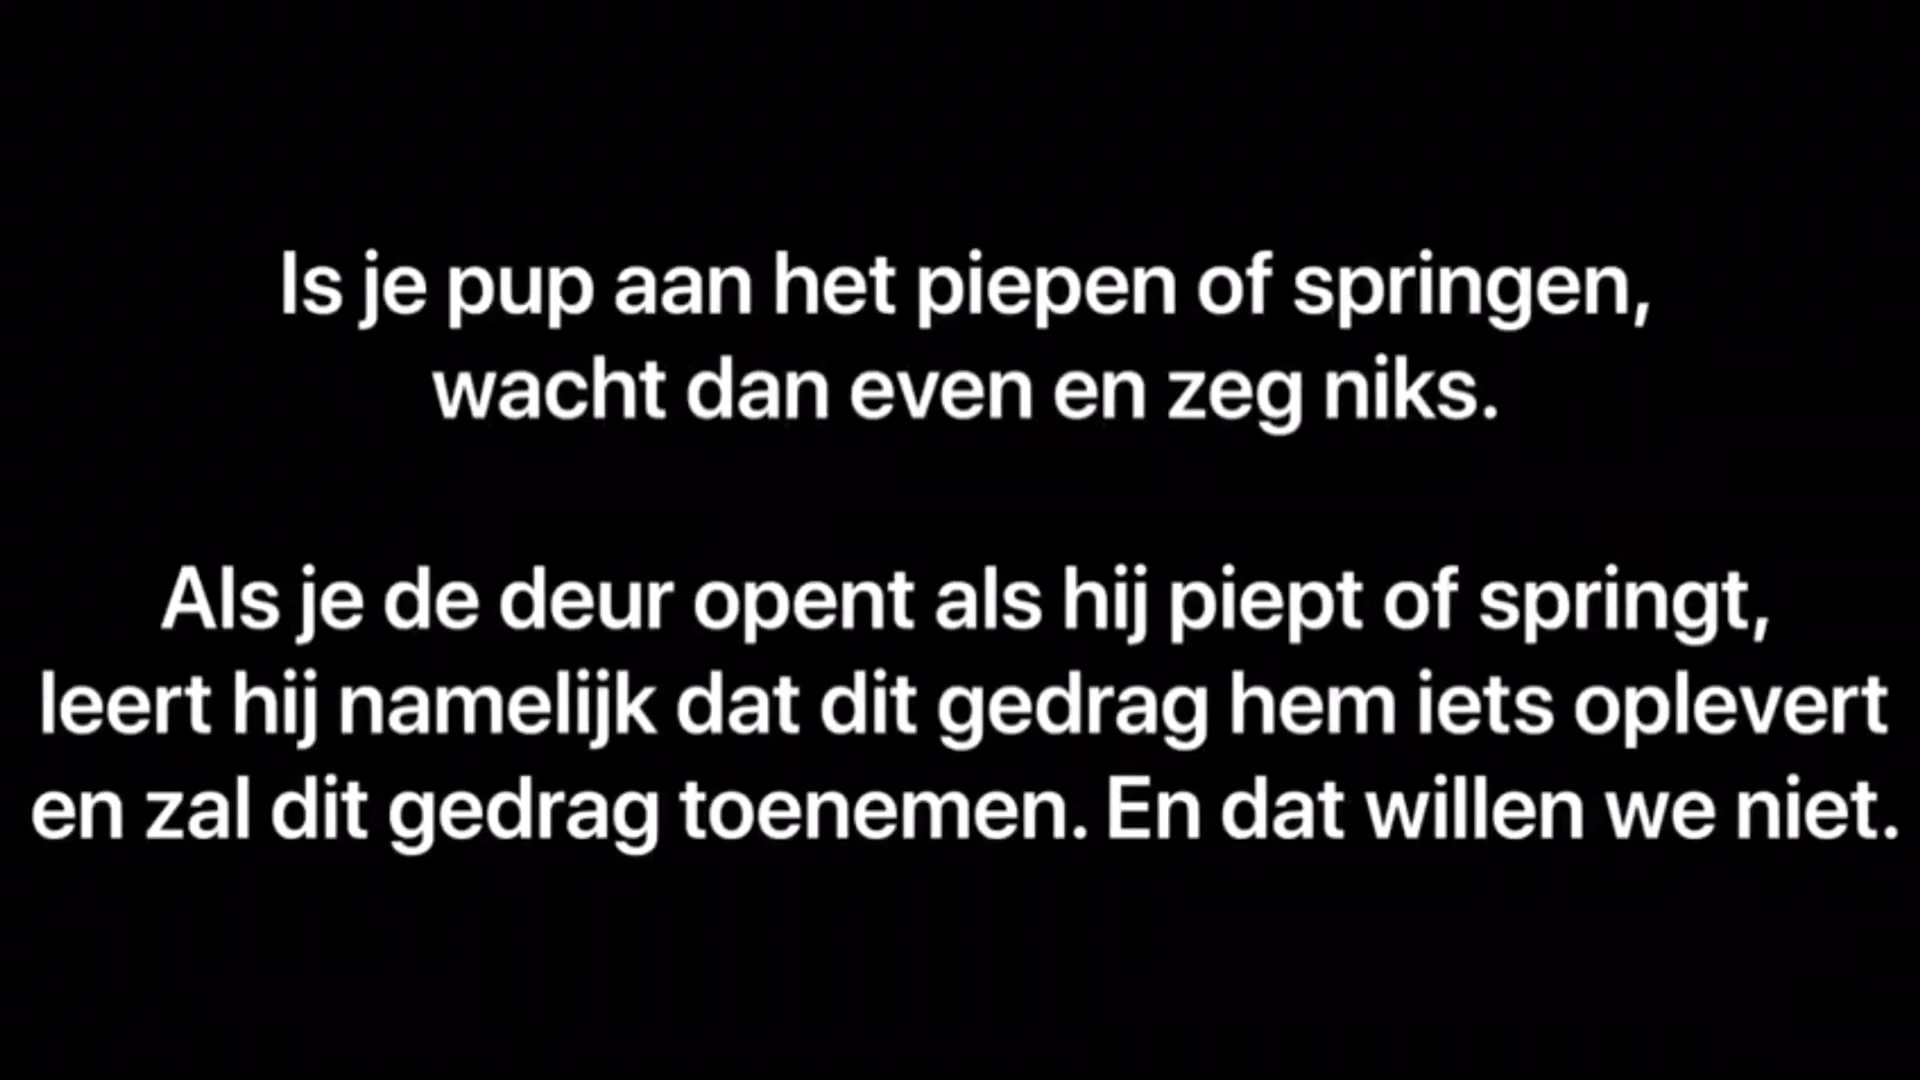 Is je pup aan het piepen of springen,
wacht dan even en zeg niks.
Als je de deur opent als hij piept of springt,
leert hij namelijk dat dit gedrag hem iets oplevert
en zal dit gedrag toenemen. En dat willen we niet.